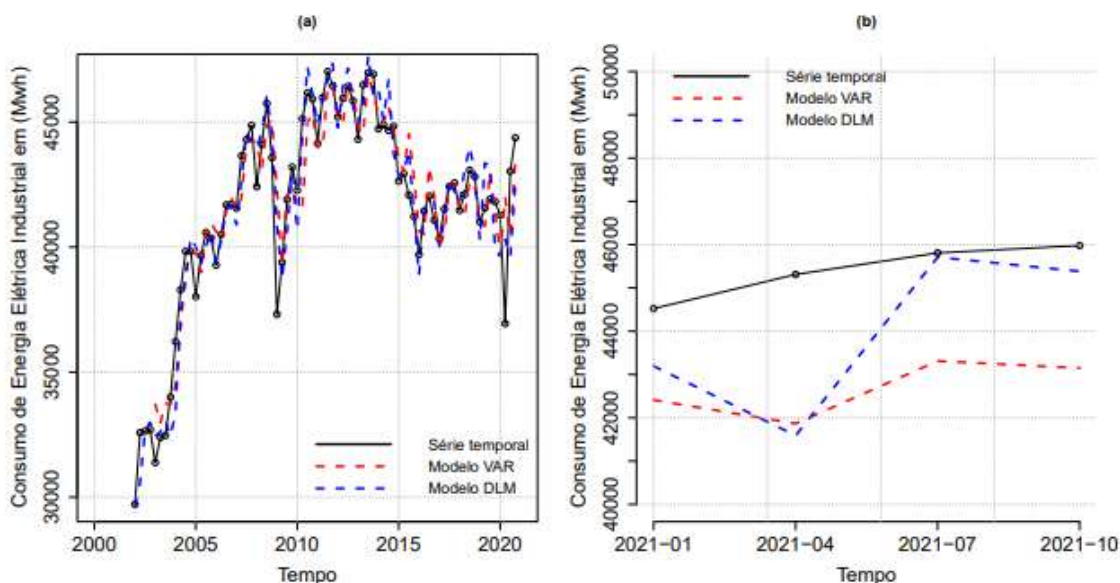 (a)
Consumo de Energia Elétrica Industrial em (Mwh)
45000
40000
35000
30000
Série temporal
Modelo VAR
Modelo DLM
2000 2005 2010 2015 2020
Tempo
(b)
Consumo de Energia Elétrica Industrial em (Mwh)
50000
48000
46000
44000
42000
40000
Série temporal
Modelo VAR
Modelo DLM
2021−01 2021−04 2021−07 2021−10
Tempo